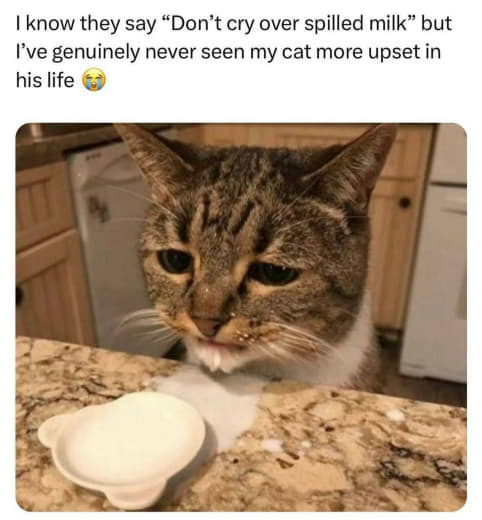 I know they say “Don’t cry over spilled milk” but
I’ve genuinely never seen my cat more upset in
his life 😭